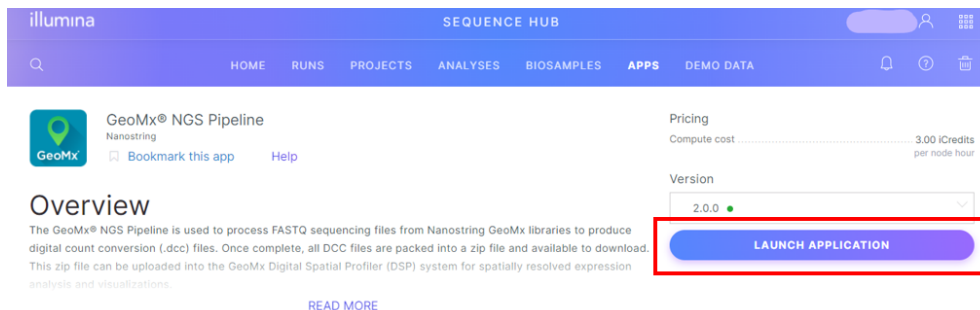 illumına
SEQUENCE HUB
HOME RUNS PROJECTS ANALYSES BIOSAMPLES APPS DEMO DATA
GeoMx
GeoMx® NGS Pipeline
Nanostring
Bookmark this app Help
Overview
The GeoMx® NGS Pipeline is used to process FASTQ sequencing files from Nanostring GeoMx libraries to produce
digital count conversion (.dcc) files. Once complete, all DCC files are packed into a zip file and available to download.
This zip file can be uploaded into the GeoMx Digital Spatial Profiler (DSP) system for spatially resolved expression
analysis and visualizations.
READ MORE
Pricing
Compute cost 3.00 iCredits
per node hour
Version
2.0.0
LAUNCH APPLICATION